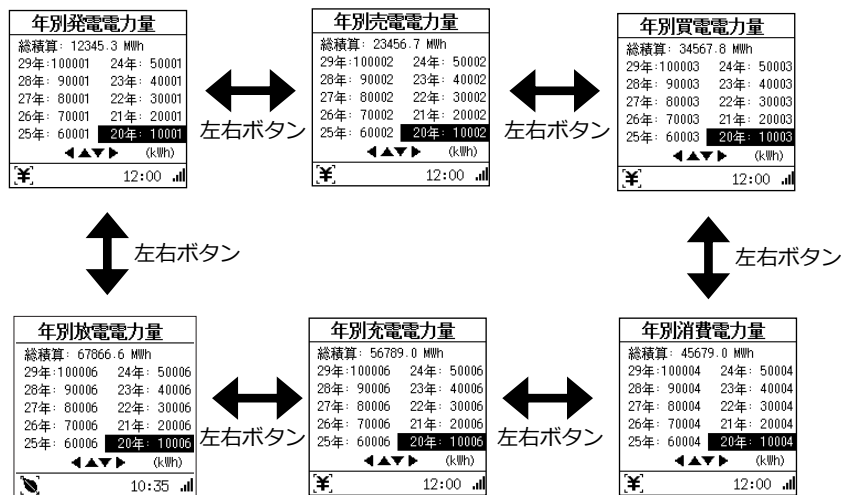 年別発電電力量
総積算: 12345.3 MWh
29年:100001 24年: 50001
28年: 90001 23年: 40001
27年: 80001 22年: 30001
26年: 70001 21年: 20001
25年: 60001 20年: 10001
◀▲▼▶ (kWh)
¥ 12:00
左右ボタン
年別売電電力量
総積算: 23456.7 MWh
29年:100002 24年: 50002
28年: 90002 23年: 40002
27年: 80002 22年: 30002
26年: 70002 21年: 20002
25年: 60002 20年: 10002
◀▲▼▶ (kWh)
¥ 12:00
左右ボタン
年別買電電力量
総積算: 34567.8 MWh
29年:100003 24年: 50003
28年: 90003 23年: 40003
27年: 80003 22年: 30003
26年: 70003 21年: 20003
25年: 60003 20年: 10003
◀▲▼▶ (kWh)
¥ 12:00
左右ボタン
左右ボタン
年別放電電力量
総積算: 67866.6 MWh
29年:100006 24年: 50006
28年: 90006 23年: 40006
27年: 80006 22年: 30006
26年: 70006 21年: 20006
25年: 60006 20年: 10006
◀▲▼▶ (kWh)
10:35
左右ボタン
年別充電電力量
総積算: 56789.0 MWh
29年:100006 24年: 50006
28年: 90006 23年: 40006
27年: 80006 22年: 30006
26年: 70006 21年: 20006
25年: 60006 20年: 10006
◀▲▼▶ (kWh)
¥ 12:00
左右ボタン
年別消費電力量
総積算: 45679.0 MWh
29年:100004 24年: 50004
28年: 90004 23年: 40004
27年: 80004 22年: 30004
26年: 70004 21年: 20004
25年: 60004 20年: 10004
◀▲▼▶ (kWh)
¥ 12:00